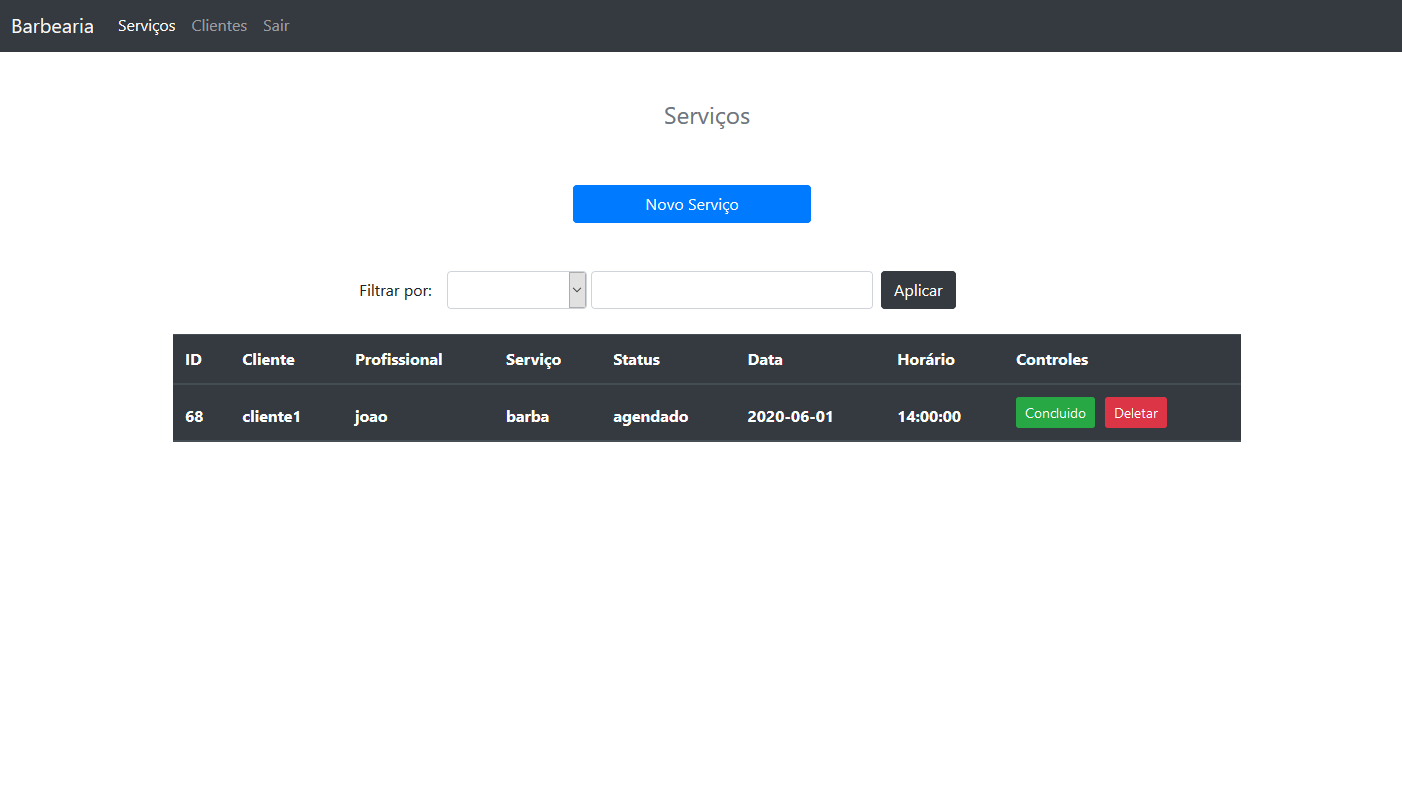 Barbearia Serviços Clientes Sair
Serviços
Novo Serviço
Filtrar por: Aplicar
ID Cliente Profissional Serviço Status Data Horário Controles
68 cliente1 joao barba agendado 2020-06-01 14:00:00 Concluido Deletar